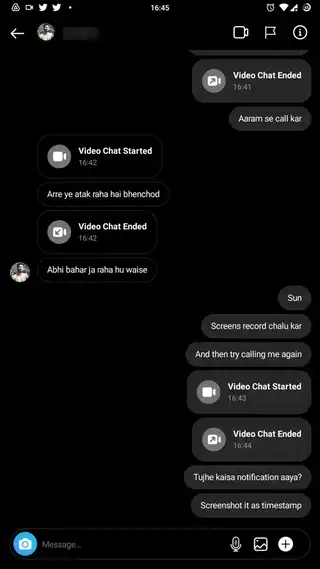 16:45
Video Chat Ended
16:41
Aaram se call kar
Video Chat Started
16:42
Arre ye atak raha hai bhenchod
Video Chat Ended
16:42
Abhi bahar ja raha hu waise
Sun
Screens record chalu kar
And then try calling me again
Video Chat Started
16:43
Video Chat Ended
16:44
Tujhe kaisa notification aaya?
Screenshot it as timestamp
Message...